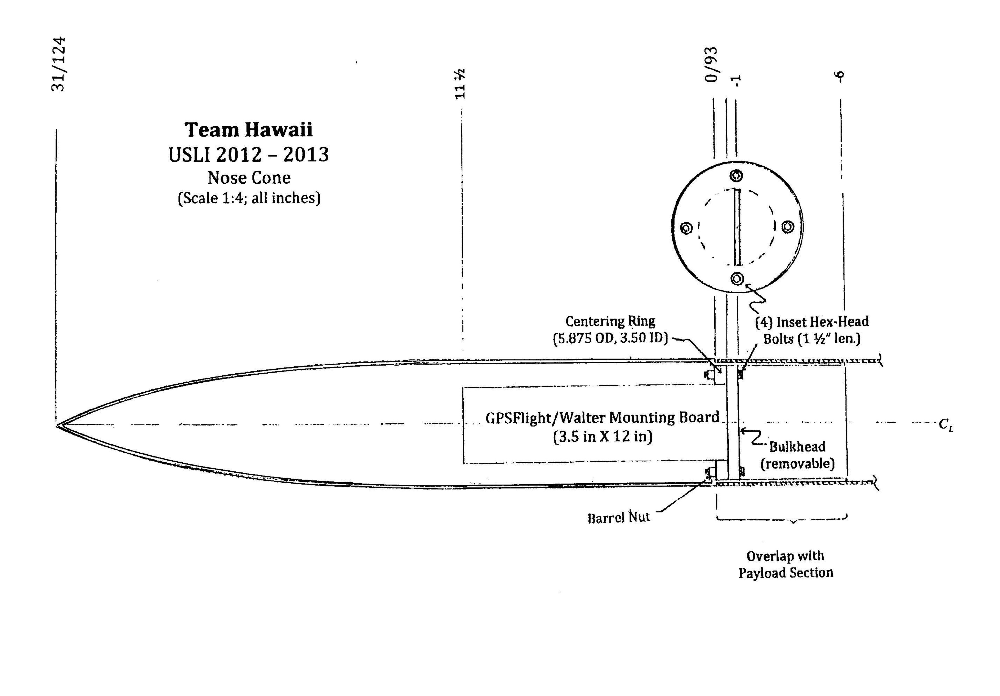 31/124
11 ½
0/93
-1
-6
Team Hawaii
USLI 2012 – 2013
Nose Cone
(Scale 1:4; all inches)
Centering Ring
(5.875 OD, 3.50 ID)
(4) Inset Hex-Head
Bolts (1 ½" len.)
GPSFlight/Walter Mounting Board
(3.5 in X 12 in)
CL
Bulkhead
(removable)
Barrel Nut
Overlap with
Payload Section